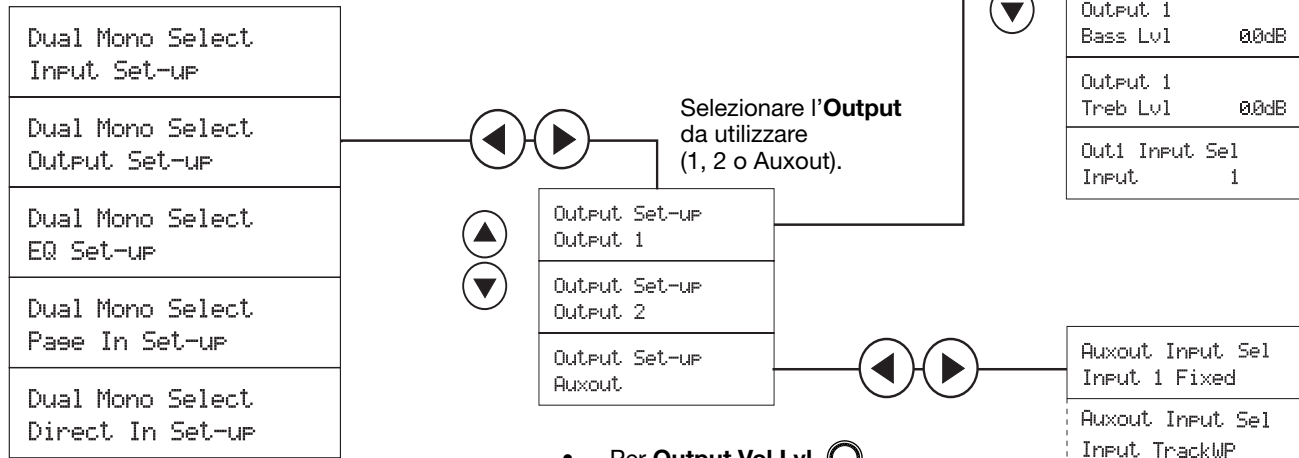 Dual Mono Select
Input Set-up
Dual Mono Select
Output Set-up
Dual Mono Select
EQ Set-up
Dual Mono Select
Page In Set-up
Dual Mono Select
Direct In Set-up
Selezionare l'Output
da utilizzare
(1, 2 o Auxout).
Output Set-up
Output 1
Output Set-up
Output 2
Output Set-up
Auxout
Output 1
Bass Lvl 0.0dB
Output 1
Treb Lvl 0.0dB
Out1 Input Sel
Input 1
Auxout Input Sel
Input 1 Fixed
Auxout Input Sel
Input TrackWP
• Per Output Vol Lvl